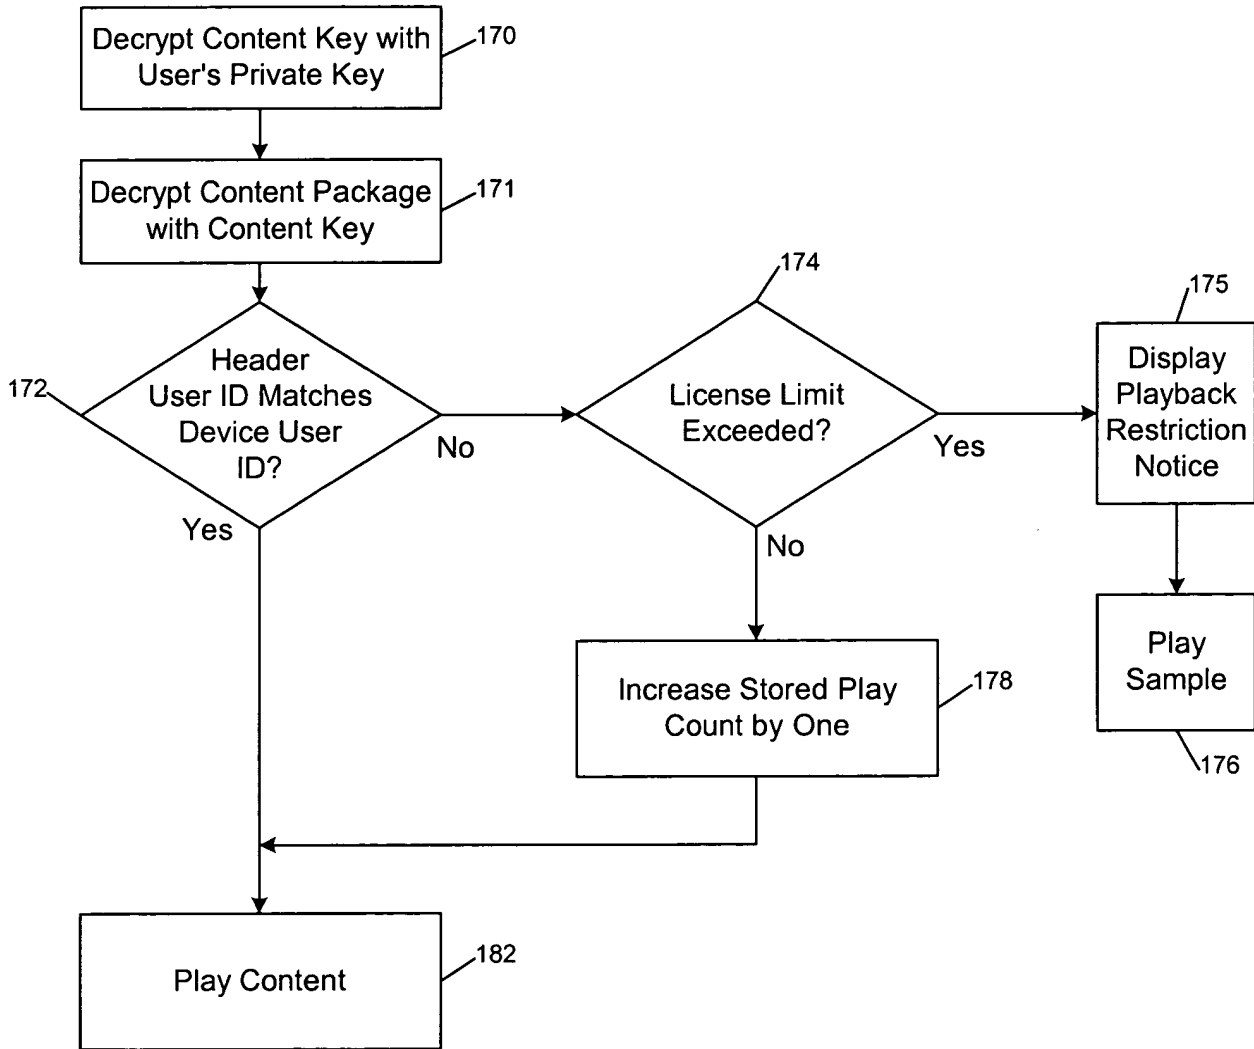 Decrypt Content Key with
User's Private Key
170
Decrypt Content Package
with Content Key
171
Header
User ID Matches
Device User
ID?
172
No
Yes
174
License Limit
Exceeded?
Yes
No
175
Display
Playback
Restriction
Notice
Play
Sample
176
Increase Stored Play
Count by One
178
Play Content
182